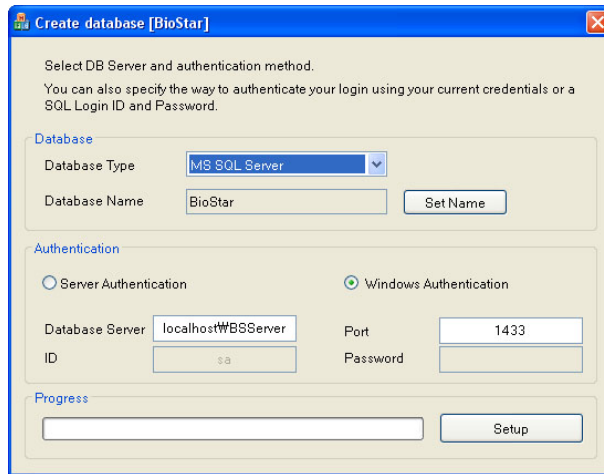 Create database [BioStar]
Select DB Server and authentication method.
You can also specify the way to authenticate your login using your current credentials or a
SQL Login ID and Password.
Database
Database Type MS SQL Server
Database Name BioStar Set Name
Authentication
Server Authentication Windows Authentication
Database Server localhost₩BSServer Port 1433
ID sa Password
Progress
Setup